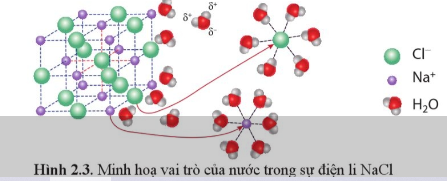 δ⁺
δ⁺
δ⁻
Cl⁻
Na⁺
H₂O
Hình 2.3. Minh hoạ vai trò của nước trong sự điện li NaCl